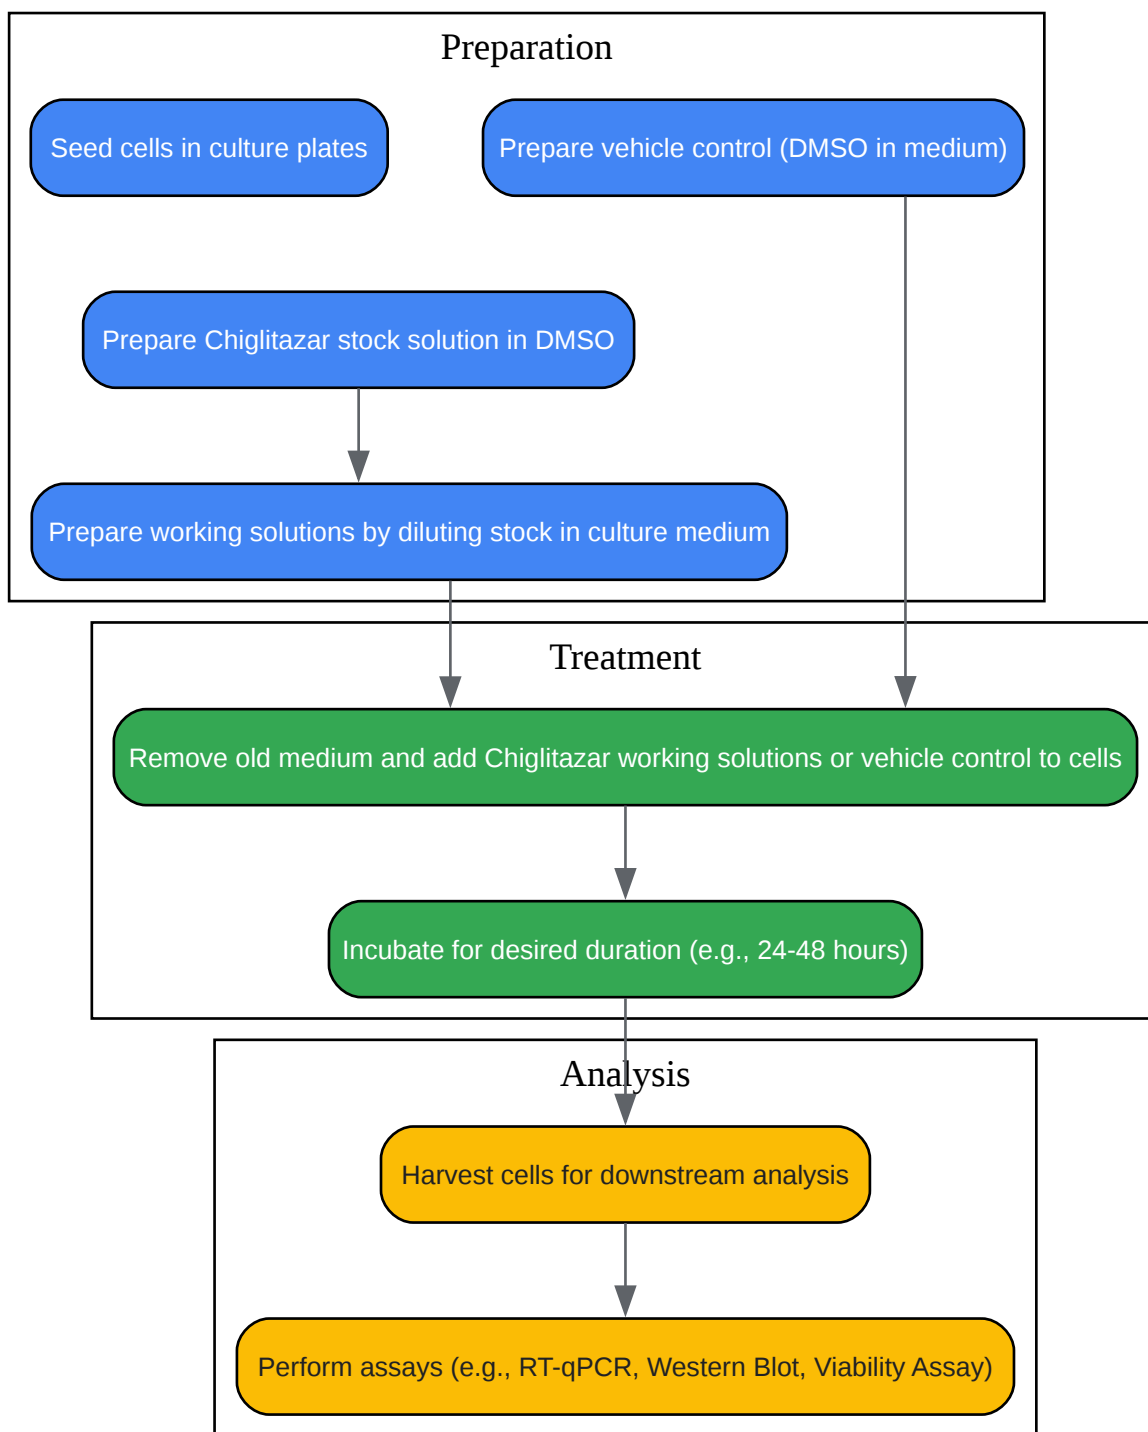 Preparation
Seed cells in culture plates
Prepare vehicle control (DMSO in medium)
Prepare Chiglitazar stock solution in DMSO
Prepare working solutions by diluting stock in culture medium
Treatment
Remove old medium and add Chiglitazar working solutions or vehicle control to cells
Incubate for desired duration (e.g., 24-48 hours)
Analysis
Harvest cells for downstream analysis
Perform assays (e.g., RT-qPCR, Western Blot, Viability Assay)